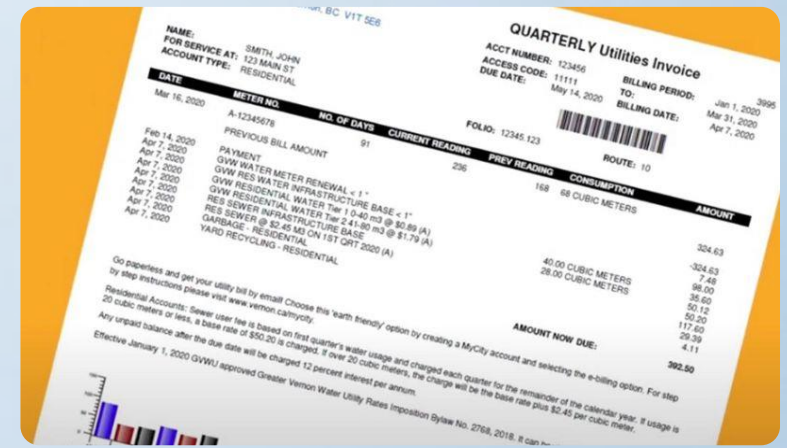 BC V1T 5E6
QUARTERLY Utilities Invoice
NAME: SMITH, JOHN
FOR SERVICE AT: 123 MAIN ST
ACCOUNT TYPE: RESIDENTIAL
ACCT NUMBER: 123456
ACCESS CODE: 11111
DUE DATE: May 14, 2020
3995
BILLING PERIOD: Jan 1, 2020
TO: Mar 31, 2020
BILLING DATE: Apr 7, 2020
FOLIO: 12345.123
ROUTE: 10
DATE METER NO. NO. OF DAYS CURRENT READING PREV READING CONSUMPTION AMOUNT
Mar 16, 2020 A-12345678 91 236 168 68 CUBIC METERS
PREVIOUS BILL AMOUNT 324.63
Feb 14, 2020 PAYMENT -324.63
Apr 7, 2020 GVW WATER METER RENEWAL < 1" 7.48
Apr 7, 2020 GVW RES WATER INFRASTRUCTURE BASE < 1" 98.00
Apr 7, 2020 GVW RESIDENTIAL WATER Tier 1 0-40 m3 @ $0.89 (A) 40.00 CUBIC METERS 35.60
Apr 7, 2020 GVW RESIDENTIAL WATER Tier 2 41-80 m3 @ $1.79 (A) 28.00 CUBIC METERS 50.12
Apr 7, 2020 RES SEWER INFRASTRUCTURE BASE 50.20
Apr 7, 2020 RES SEWER @ $2.45 M3 ON 1ST QRT 2020 (A) 117.60
Apr 7, 2020 GARBAGE - RESIDENTIAL 29.39
Apr 7, 2020 YARD RECYCLING - RESIDENTIAL 4.11
AMOUNT NOW DUE: 392.50
Go paperless and get your utility bill by email! Choose this 'earth friendly' option by creating a MyCity account and selecting the e-billing option. For step
by step instructions please visit www.vernon.ca/mycity.
Residential Accounts: Sewer user fee is based on first quarter's water usage and charged each quarter for the remainder of the calendar year. If usage is
20 cubic meters or less, a base rate of $50.20 is charged. If over 20 cubic meters, the charge will be the base rate plus $2.45 per cubic meter.
Any unpaid balance after the due date will be charged 12 percent interest per annum.
Effective January 1, 2020 GVWU approved Greater Vernon Water Utility Rates Imposition Bylaw No. 2768, 2018. It can be